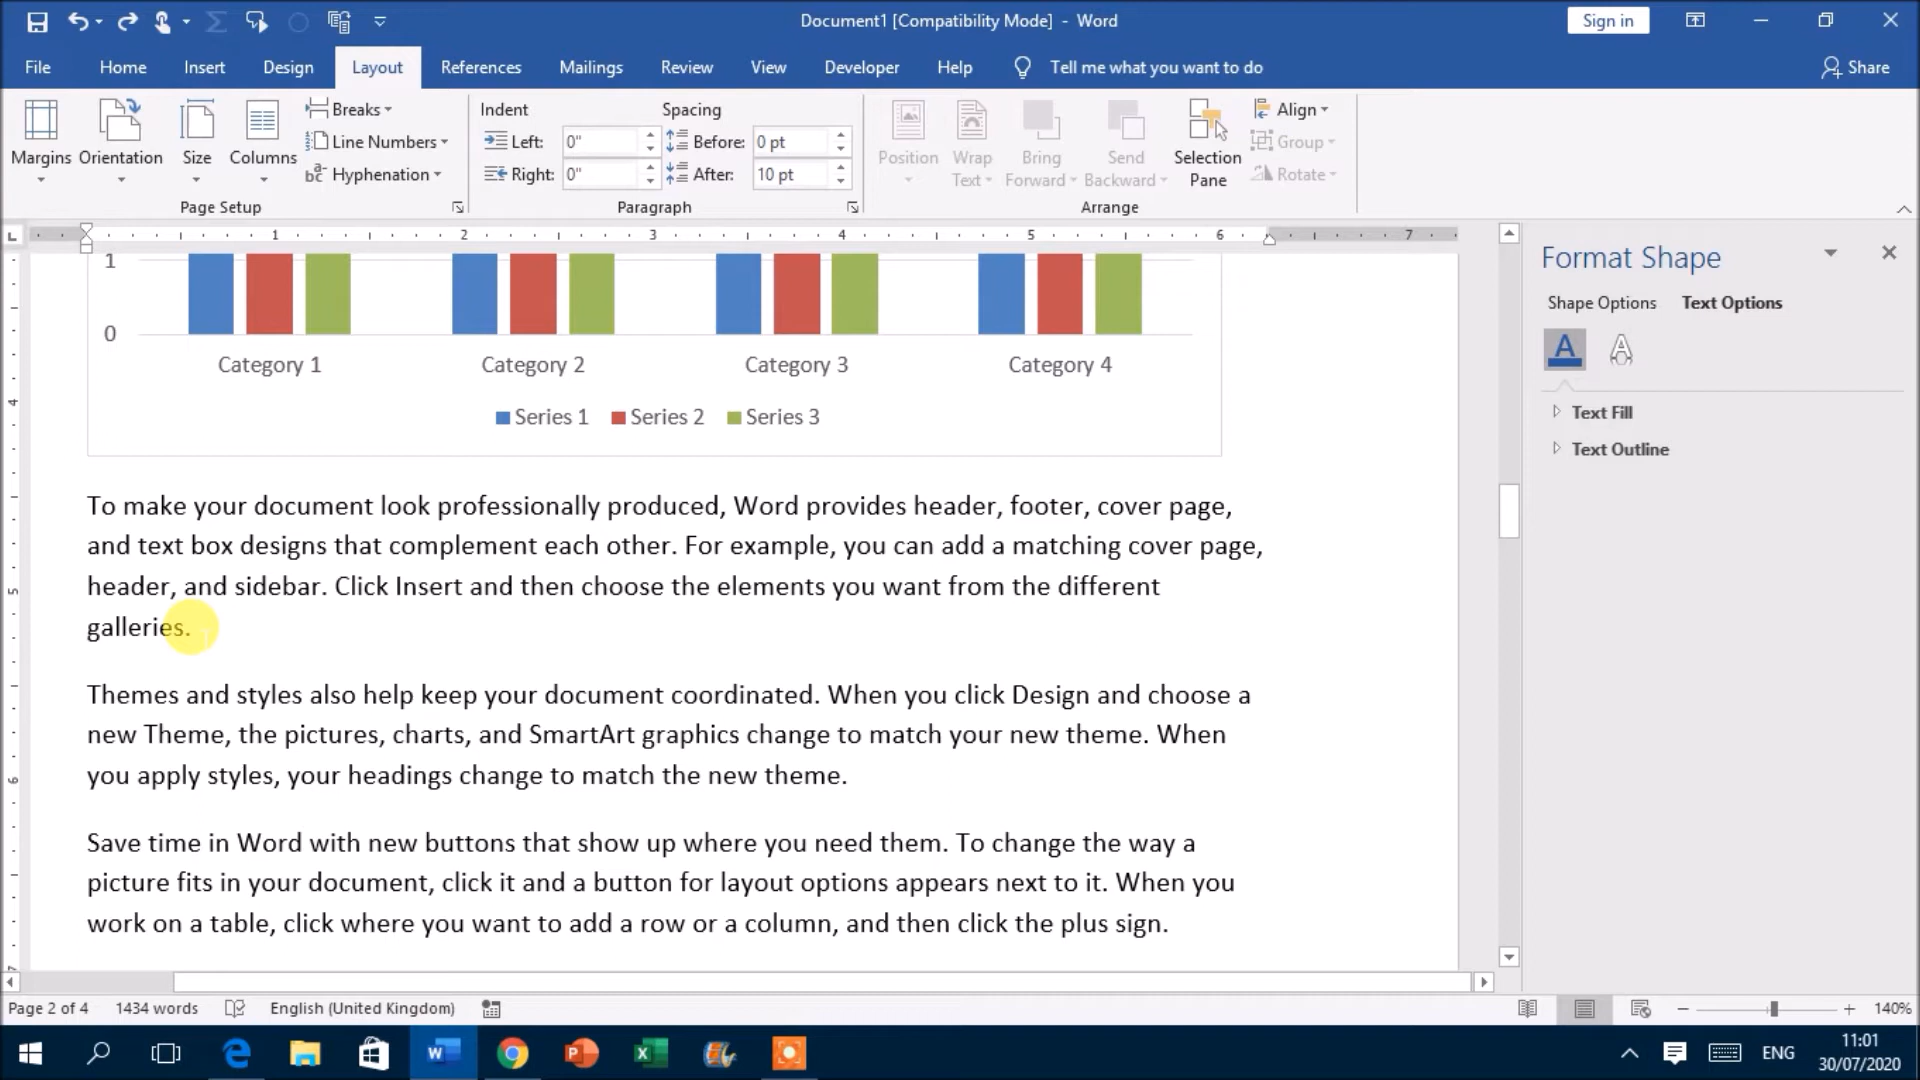 Document1 [Compatibility Mode] - Word
Sign in
File Home Insert Design Layout References Mailings Review View Developer Help Tell me what you want to do Share
Margins Orientation Size Columns
Breaks
Line Numbers
Hyphenation
Page Setup
Indent Spacing
Left: 0" Before: 0 pt
Right: 0" After: 10 pt
Paragraph
Position
Wrap Text
Bring Forward
Send Backward
Selection Pane
Align
Group
Rotate
Arrange
1 2 3 4 5 6 7
4
5
6
1
0
Category 1 Category 2 Category 3 Category 4
Series 1 Series 2 Series 3
To make your document look professionally produced, Word provides header, footer, cover page,
and text box designs that complement each other. For example, you can add a matching cover page,
header, and sidebar. Click Insert and then choose the elements you want from the different
galleries.
Themes and styles also help keep your document coordinated. When you click Design and choose a
new Theme, the pictures, charts, and SmartArt graphics change to match your new theme. When
you apply styles, your headings change to match the new theme.
Save time in Word with new buttons that show up where you need them. To change the way a
picture fits in your document, click it and a button for layout options appears next to it. When you
work on a table, click where you want to add a row or a column, and then click the plus sign.
Format Shape
Shape Options Text Options
Text Fill
Text Outline
Page 2 of 4 1434 words English (United Kingdom) 140%
ENG
11:01
30/07/2020